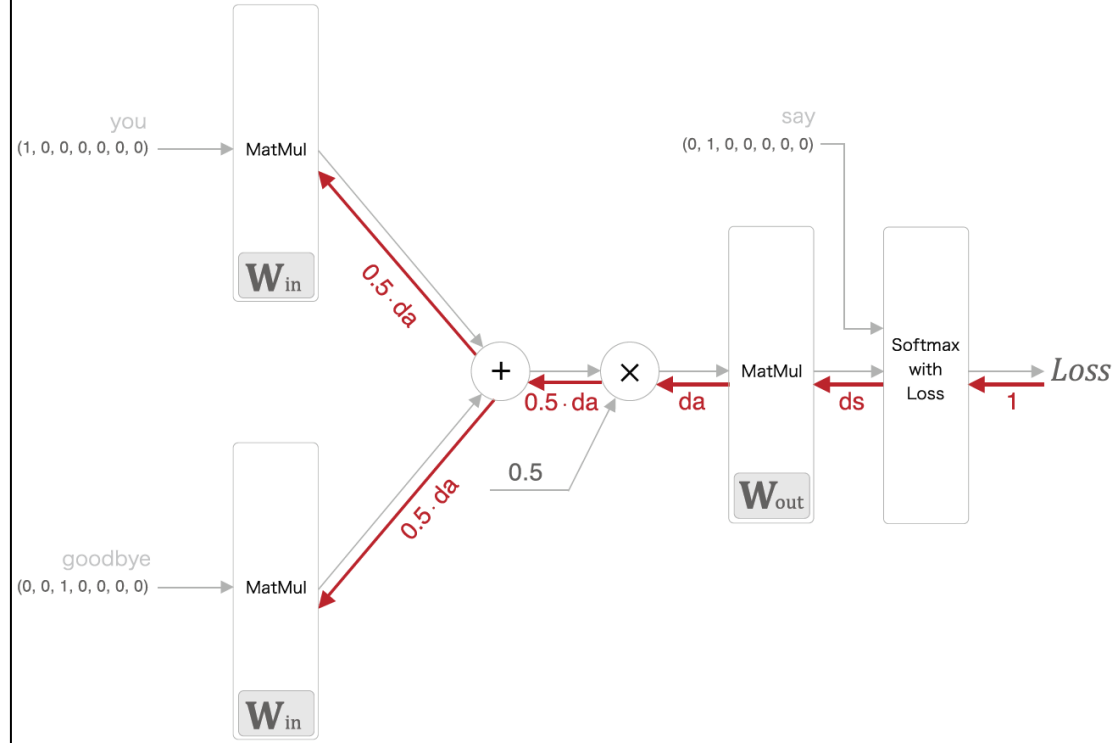 you
(1, 0, 0, 0, 0, 0, 0)
MatMul
W in
say
(0, 1, 0, 0, 0, 0, 0)
0.5 · da
+
0.5 · da
×
da
MatMul
ds
Softmax
with
Loss
1
Loss
0.5
W out
0.5 · da
goodbye
(0, 0, 1, 0, 0, 0, 0)
MatMul
W in